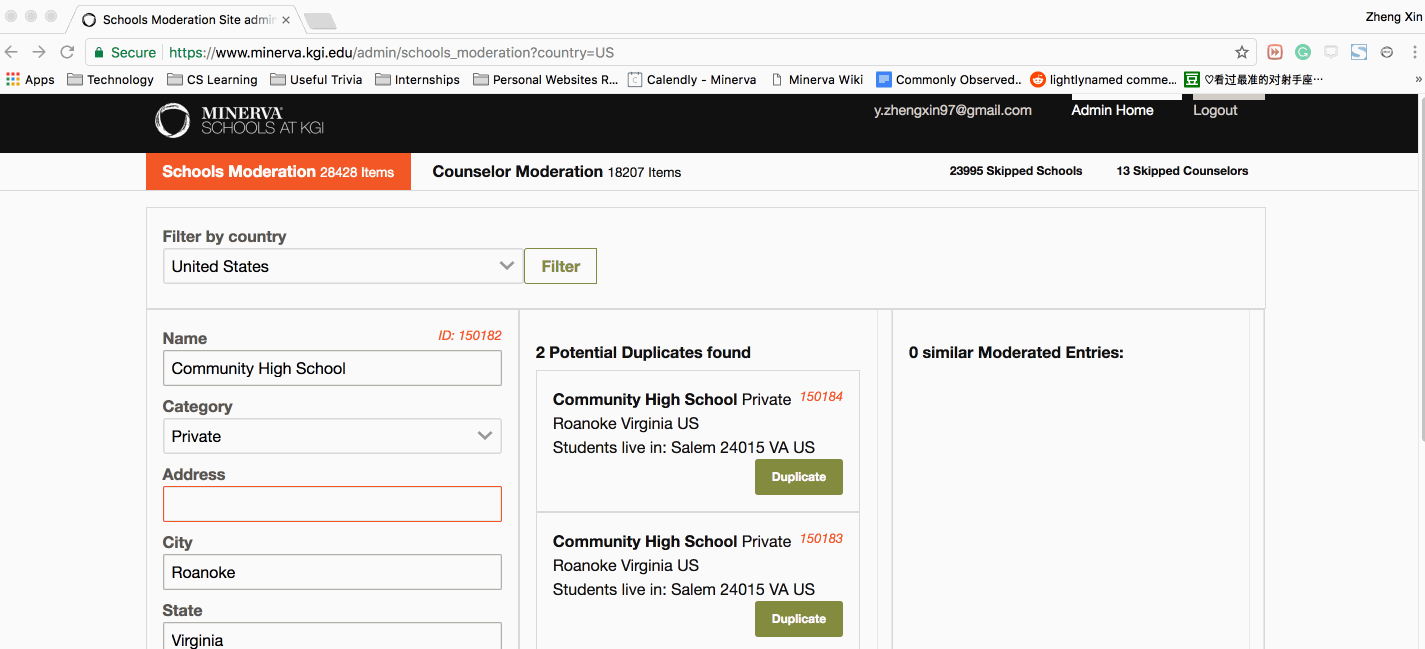 Schools Moderation Site admin
Zheng Xin
Secure https://www.minerva.kgi.edu/admin/schools_moderation?country=US
Apps Technology CS Learning Useful Trivia Internships Personal Websites R... Calendly - Minerva Minerva Wiki Commonly Observed.. lightlynamed comme... ♡看过最准的对射手座…
MINERVA
SCHOOLS AT KGI
y.zhengxin97@gmail.com Admin Home Logout
Schools Moderation 28428 Items Counselor Moderation 18207 Items 23995 Skipped Schools 13 Skipped Counselors
Filter by country
United States Filter
Name ID: 150182
Community High School
Category
Private
Address
City
Roanoke
State
Virginia
2 Potential Duplicates found
Community High School Private 150184
Roanoke Virginia US
Students live in: Salem 24015 VA US
Duplicate
Community High School Private 150183
Roanoke Virginia US
Students live in: Salem 24015 VA US
Duplicate
0 similar Moderated Entries: